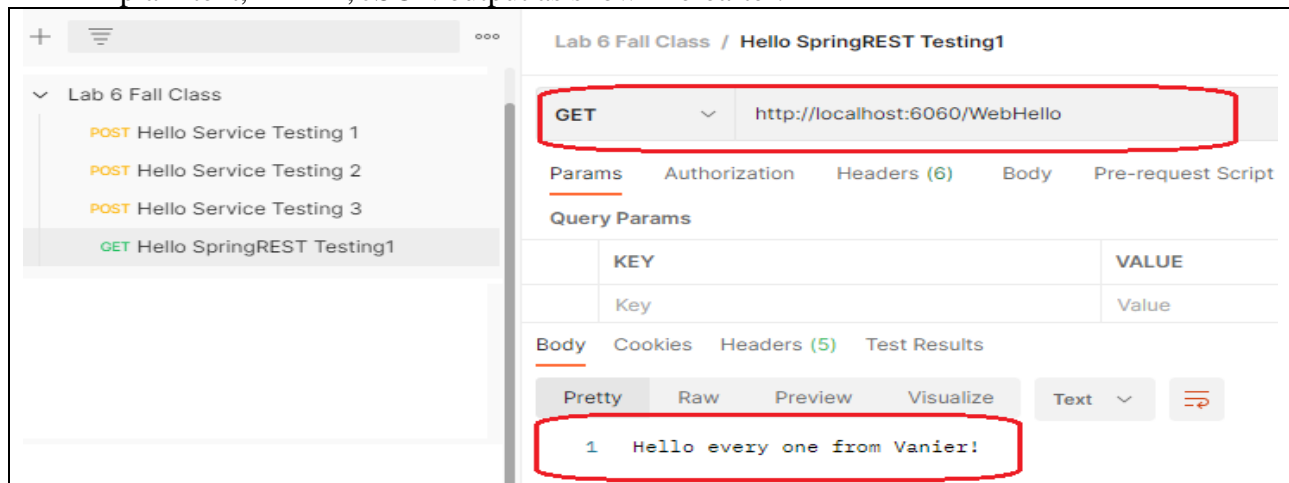 Lab 6 Fall Class / Hello SpringREST Testing1
Lab 6 Fall Class
POST Hello Service Testing 1
POST Hello Service Testing 2
POST Hello Service Testing 3
GET Hello SpringREST Testing1
GET http://localhost:6060/WebHello
Params Authorization Headers (6) Body Pre-request Script
Query Params
KEY VALUE
Key Value
Body Cookies Headers (5) Test Results
Pretty Raw Preview Visualize Text
1 Hello every one from Vanier!